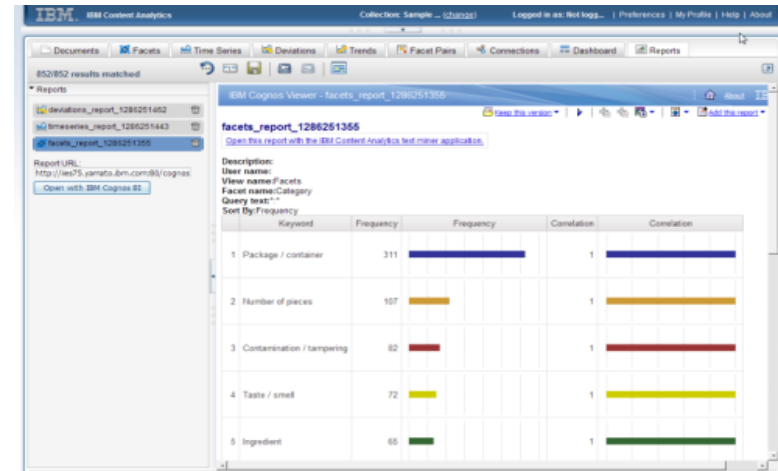 IBM. IBM Content Analytics Collection: Sample ... (change) Logged in as: Not logg... | Preferences | My Profile | Help | About
Documents Facets Time Series Deviations Trends Facet Pairs Connections Dashboard Reports
852/852 results matched
Reports
deviations_report_1286251462
timeseries_report_1286251443
facets_report_1286251355
Report URL:
http://ies75.yamato.ibm.com:80/cognos
Open with IBM Cognos BI
IBM Cognos Viewer - facets_report_1286251355 About
Keep this version Add this report
facets_report_1286251355
Open this report with the IBM Content Analytics text miner application.
Description:
User name:
View name:Facets
Facet name:Category
Query text:"*:*"
Sort By:Frequency
Keyword Frequency Frequency Correlation Correlation
1 Package / container 311 1
2 Number of pieces 107 1
3 Contamination / tampering 82 1
4 Taste / smell 72 1
5 Ingredient 65 1